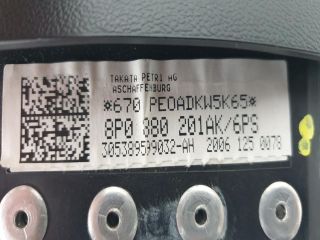 TAKATA PETRI AG
ASCHAFFENBURG
*670 PEOADKW5K65*
8P0 880 201AK/6PS
305389599032-AH 2006 125 0078